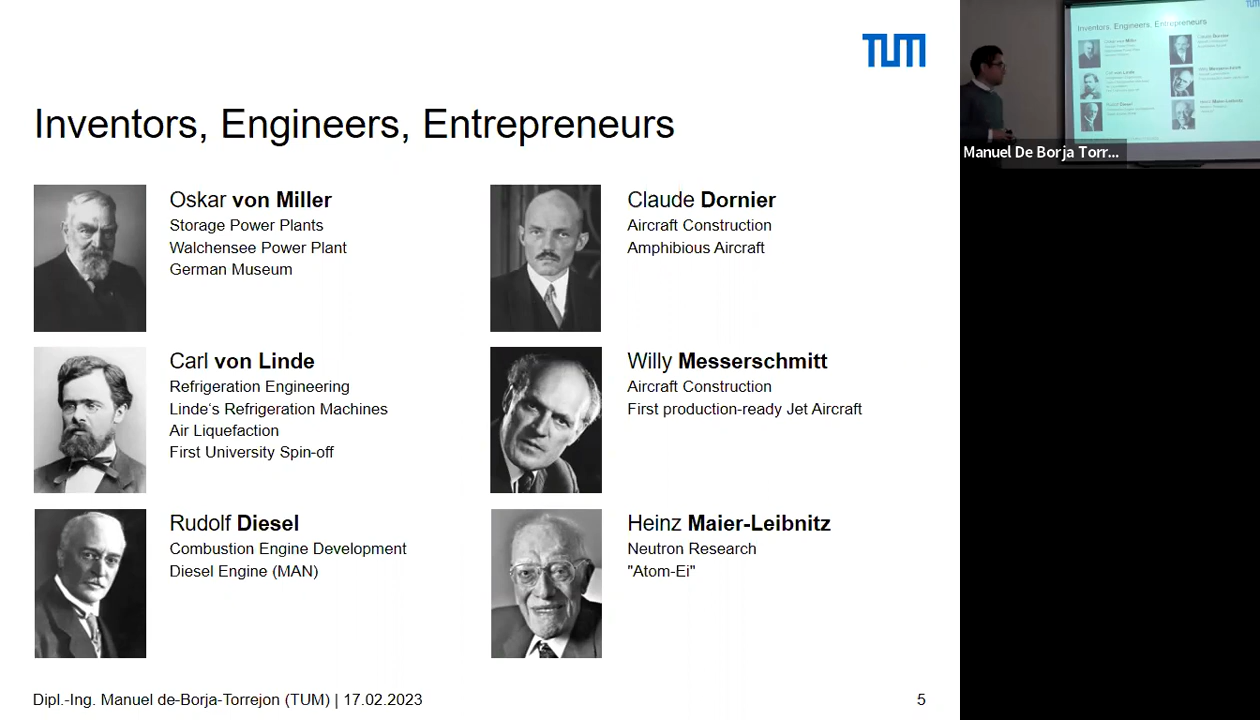 TUM
Inventors, Engineers, Entrepreneurs
Oskar von Miller
Storage Power Plants
Walchensee Power Plant
German Museum
Carl von Linde
Refrigeration Engineering
Linde‘s Refrigeration Machines
Air Liquefaction
First University Spin-off
Rudolf Diesel
Combustion Engine Development
Diesel Engine (MAN)
Claude Dornier
Aircraft Construction
Amphibious Aircraft
Willy Messerschmitt
Aircraft Construction
First production-ready Jet Aircraft
Heinz Maier-Leibnitz
Neutron Research
"Atom-Ei"
Dipl.-Ing. Manuel de-Borja-Torrejon (TUM) | 17.02.2023
5
Inventors, Engineers, Entrepreneurs
Manuel De Borja Torr...